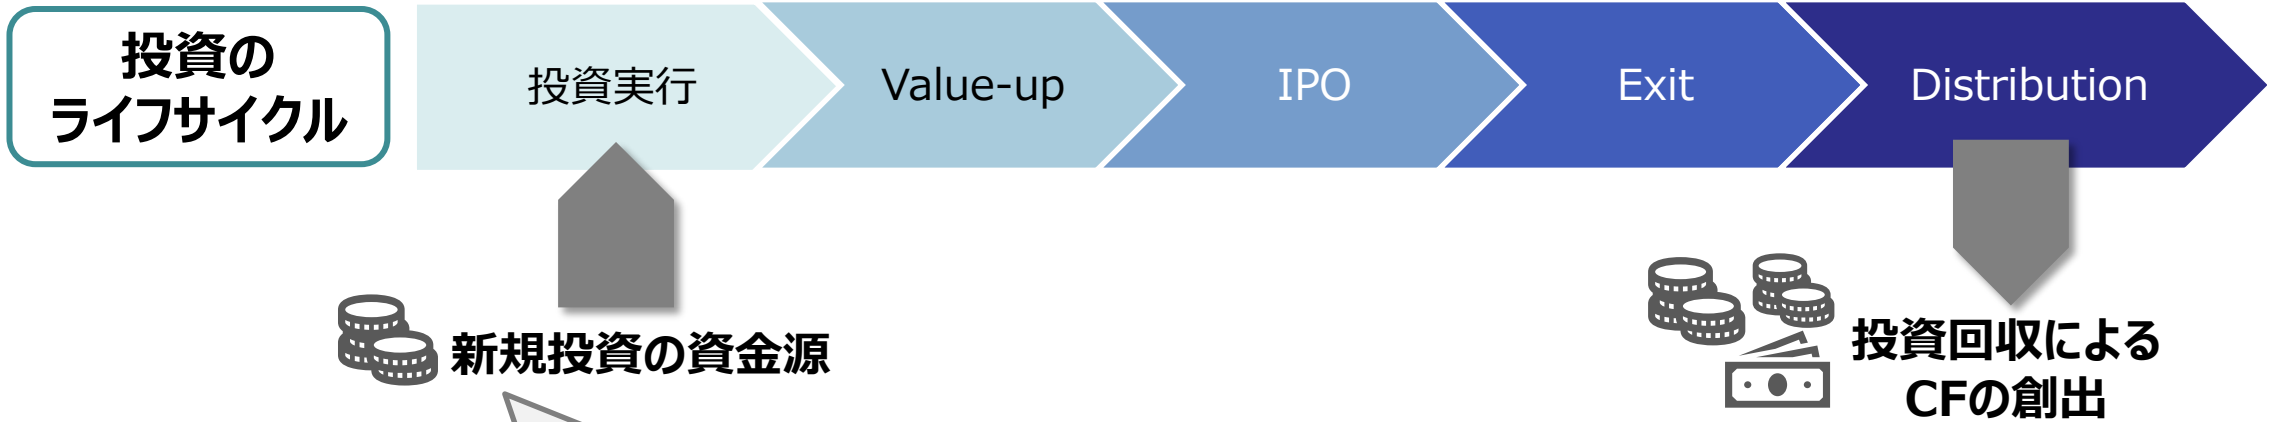 投資の
ライフサイクル
投資実行
Value-up
IPO
Exit
Distribution
新規投資の資金源
投資回収による
CFの創出